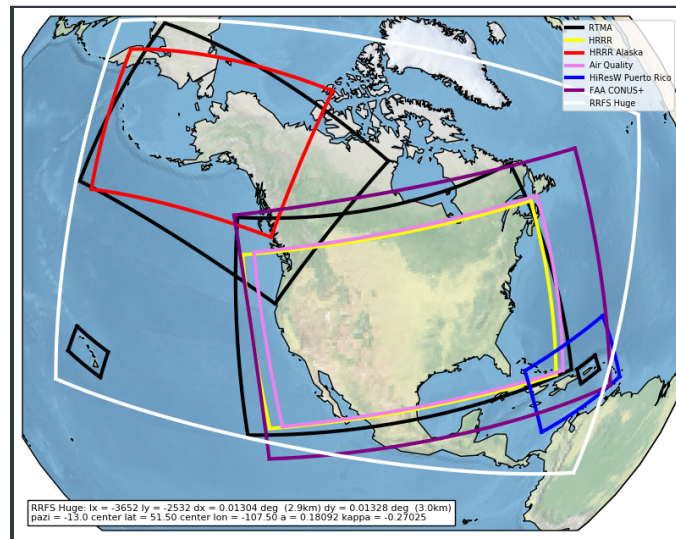 RTMA
HRRR
HRRR Alaska
Air Quality
HiResW Puerto Rico
FAA CONUS+
RRFS Huge
RRFS Huge: lx = -3652 ly = -2532 dx = 0.01304 deg  (2.9km) dy = 0.01328 deg  (3.0km)
pazi = -13.0 center lat = 51.50 center lon = -107.50 a = 0.18092 kappa = -0.27025